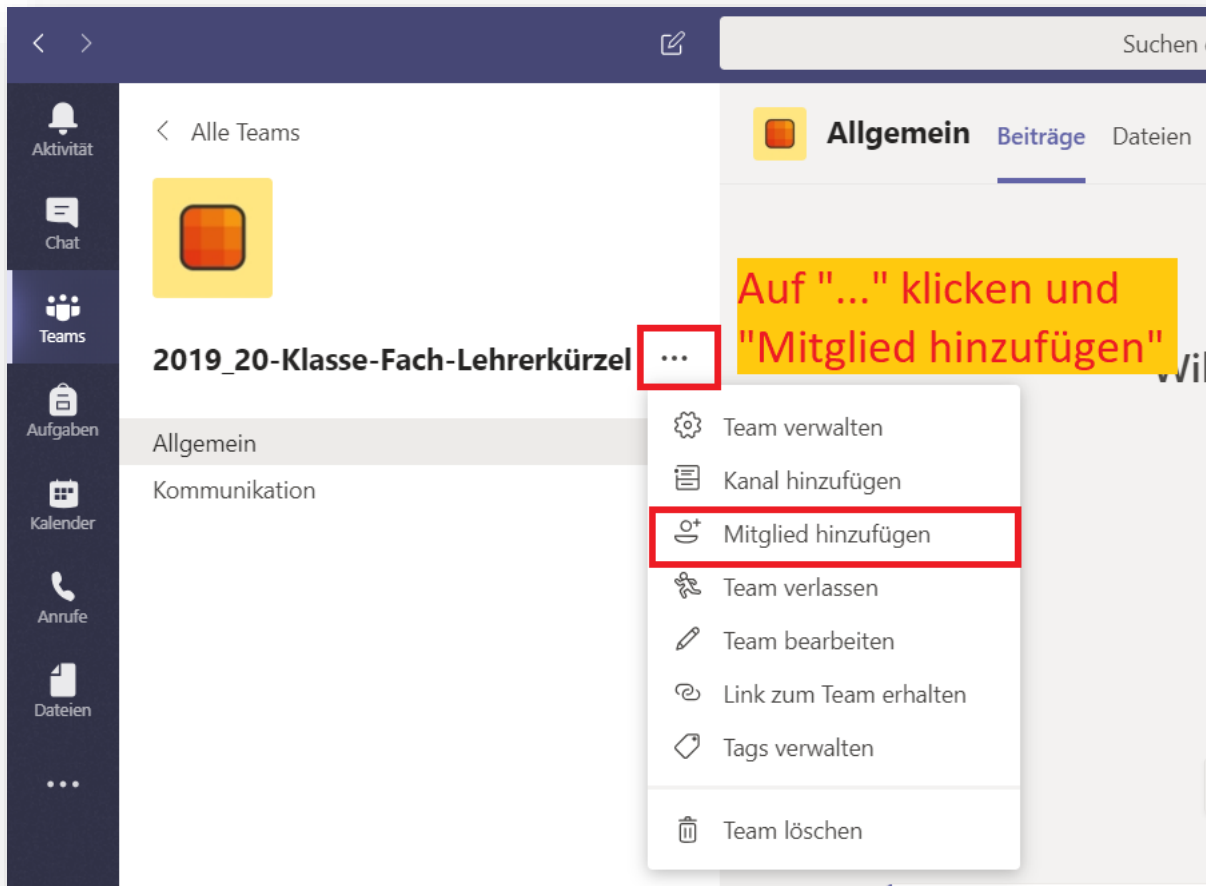 Suchen
Aktivität
Chat
Teams
Aufgaben
Kalender
Anrufe
Dateien
Alle Teams
2019_20-Klasse-Fach-Lehrerkürzel ...
Allgemein
Kommunikation
Allgemein Beiträge Dateien
Auf "..." klicken und
"Mitglied hinzufügen"
Team verwalten
Kanal hinzufügen
Mitglied hinzufügen
Team verlassen
Team bearbeiten
Link zum Team erhalten
Tags verwalten
Team löschen